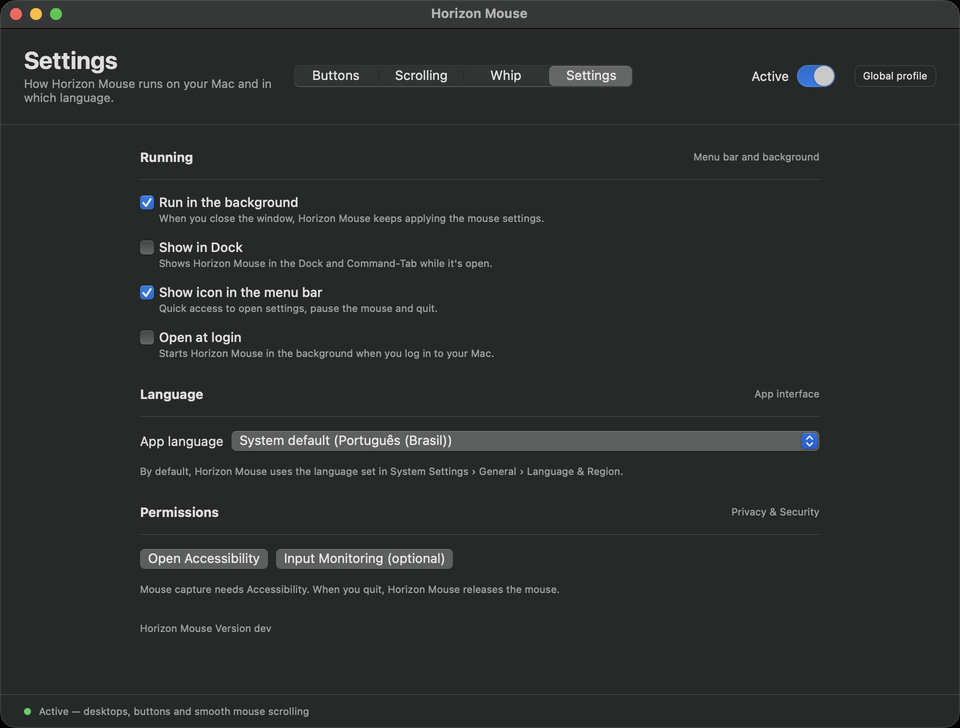 Horizon Mouse
Settings
How Horizon Mouse runs on your Mac and in
which language.
Buttons
Scrolling
Whip
Settings
Active
Global profile
Running
Menu bar and background
Run in the background
When you close the window, Horizon Mouse keeps applying the mouse settings.
Show in Dock
Shows Horizon Mouse in the Dock and Command-Tab while it's open.
Show icon in the menu bar
Quick access to open settings, pause the mouse and quit.
Open at login
Starts Horizon Mouse in the background when you log in to your Mac.
Language
App interface
App language
System default (Português (Brasil))
By default, Horizon Mouse uses the language set in System Settings › General › Language & Region.
Permissions
Privacy & Security
Open Accessibility
Input Monitoring (optional)
Mouse capture needs Accessibility. When you quit, Horizon Mouse releases the mouse.
Horizon Mouse Version dev
Active — desktops, buttons and smooth mouse scrolling